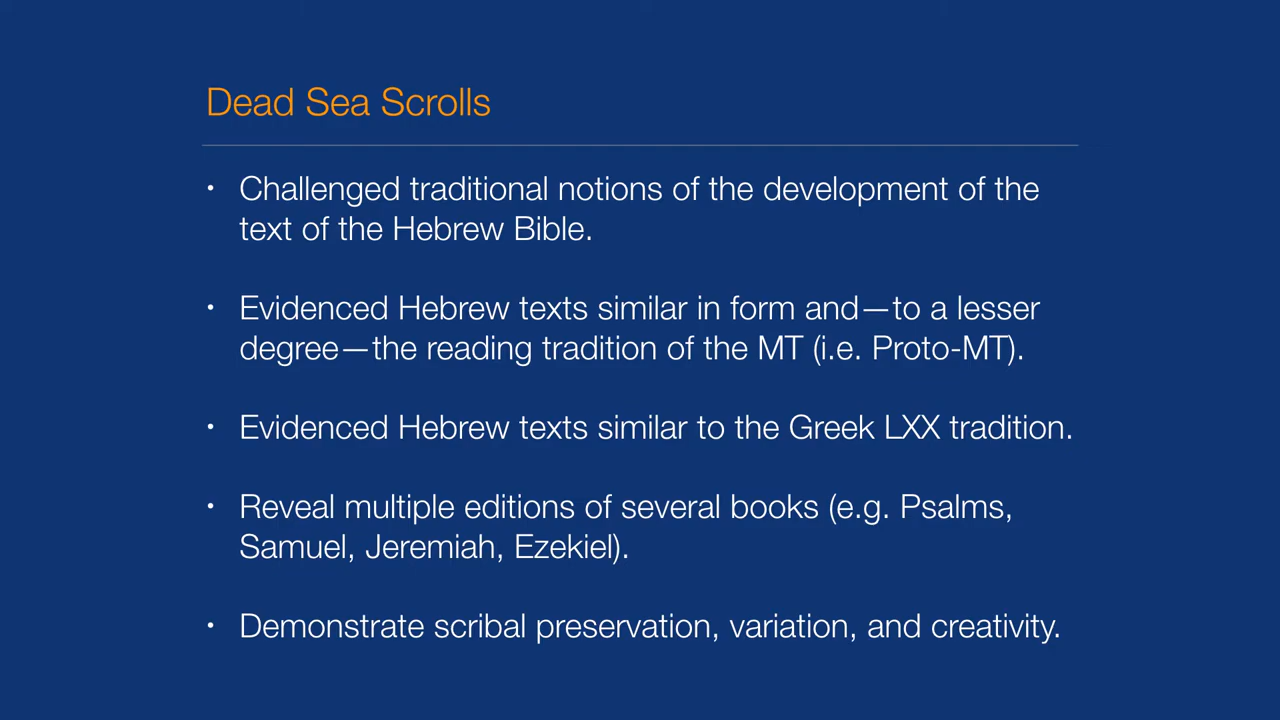 Dead Sea Scrolls
• Challenged traditional notions of the development of the
text of the Hebrew Bible.
• Evidenced Hebrew texts similar in form and—to a lesser
degree—the reading tradition of the MT (i.e. Proto-MT).
• Evidenced Hebrew texts similar to the Greek LXX tradition.
• Reveal multiple editions of several books (e.g. Psalms,
Samuel, Jeremiah, Ezekiel).
• Demonstrate scribal preservation, variation, and creativity.